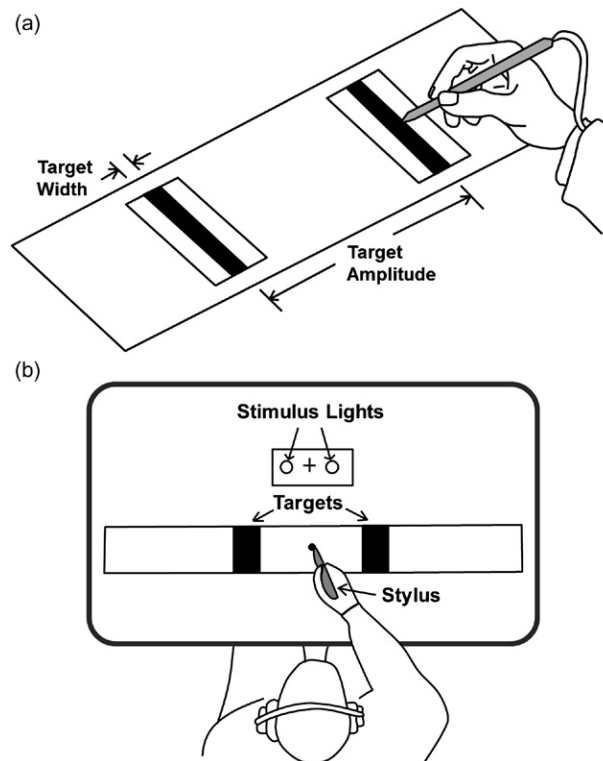 (a)
Target
Width
Target
Amplitude
(b)
Stimulus Lights
+
Targets
Stylus